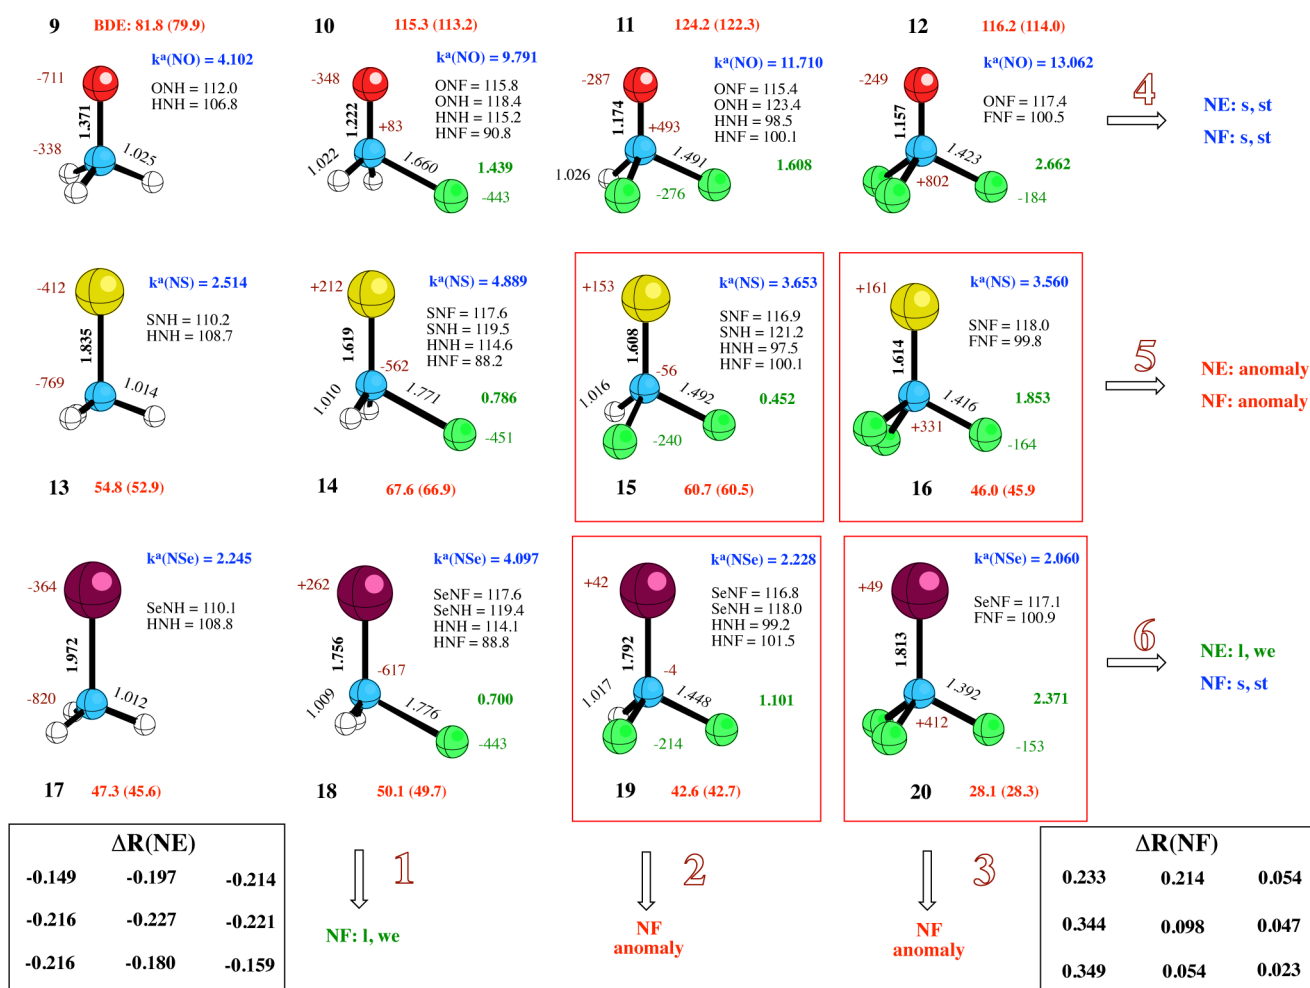 9 BDE: 81.8 (79.9)
kᵃ(NO) = 4.102
-711
ONH = 112.0
HNH = 106.8
1.371
-338
1.025
10 115.3 (113.2)
kᵃ(NO) = 9.791
-348
ONF = 115.8
ONH = 118.4
HNH = 115.2
HNF = 90.8
1.222
+83
1.022
1.660
1.439
-443
11 124.2 (122.3)
kᵃ(NO) = 11.710
-287
ONF = 115.4
ONH = 123.4
HNH = 98.5
HNF = 100.1
1.174
+493
1.491
1.608
1.026
-276
12 116.2 (114.0)
kᵃ(NO) = 13.062
-249
ONF = 117.4
FNF = 100.5
1.157
1.423
2.662
+802
-184
4
NE: s, st
NF: s, st
kᵃ(NS) = 2.514
-412
SNH = 110.2
HNH = 108.7
1.835
-769
1.014
13 54.8 (52.9)
kᵃ(NS) = 4.889
+212
SNF = 117.6
SNH = 119.5
HNH = 114.6
HNF = 88.2
1.619
-562
1.010
1.771
0.786
-451
14 67.6 (66.9)
kᵃ(NS) = 3.653
+153
SNF = 116.9
SNH = 121.2
HNH = 97.5
HNF = 100.1
1.608
-56
1.016
1.492
0.452
-240
15 60.7 (60.5)
kᵃ(NS) = 3.560
+161
SNF = 118.0
FNF = 99.8
1.614
1.416
1.853
+331
-164
16 46.0 (45.9
5
NE: anomaly
NF: anomaly
kᵃ(NSe) = 2.245
-364
SeNH = 110.1
HNH = 108.8
1.972
-820
1.012
17 47.3 (45.6)
kᵃ(NSe) = 4.097
+262
SeNF = 117.6
SeNH = 119.4
HNH = 114.1
HNF = 88.8
1.756
-617
1.009
1.776
0.700
-443
18 50.1 (49.7)
kᵃ(NSe) = 2.228
+42
SeNF = 116.8
SeNH = 118.0
HNH = 99.2
HNF = 101.5
1.792
-4
1.017
1.448
1.101
-214
19 42.6 (42.7)
kᵃ(NSe) = 2.060
+49
SeNF = 117.1
FNF = 100.9
1.813
1.392
2.371
+412
-153
20 28.1 (28.3)
6
NE: l, we
NF: s, st
ΔR(NE)
-0.149 -0.197 -0.214
-0.216 -0.227 -0.221
-0.216 -0.180 -0.159
1
NF: l, we
2
NF
anomaly
3
NF
anomaly
ΔR(NF)
0.233 0.214 0.054
0.344 0.098 0.047
0.349 0.054 0.023